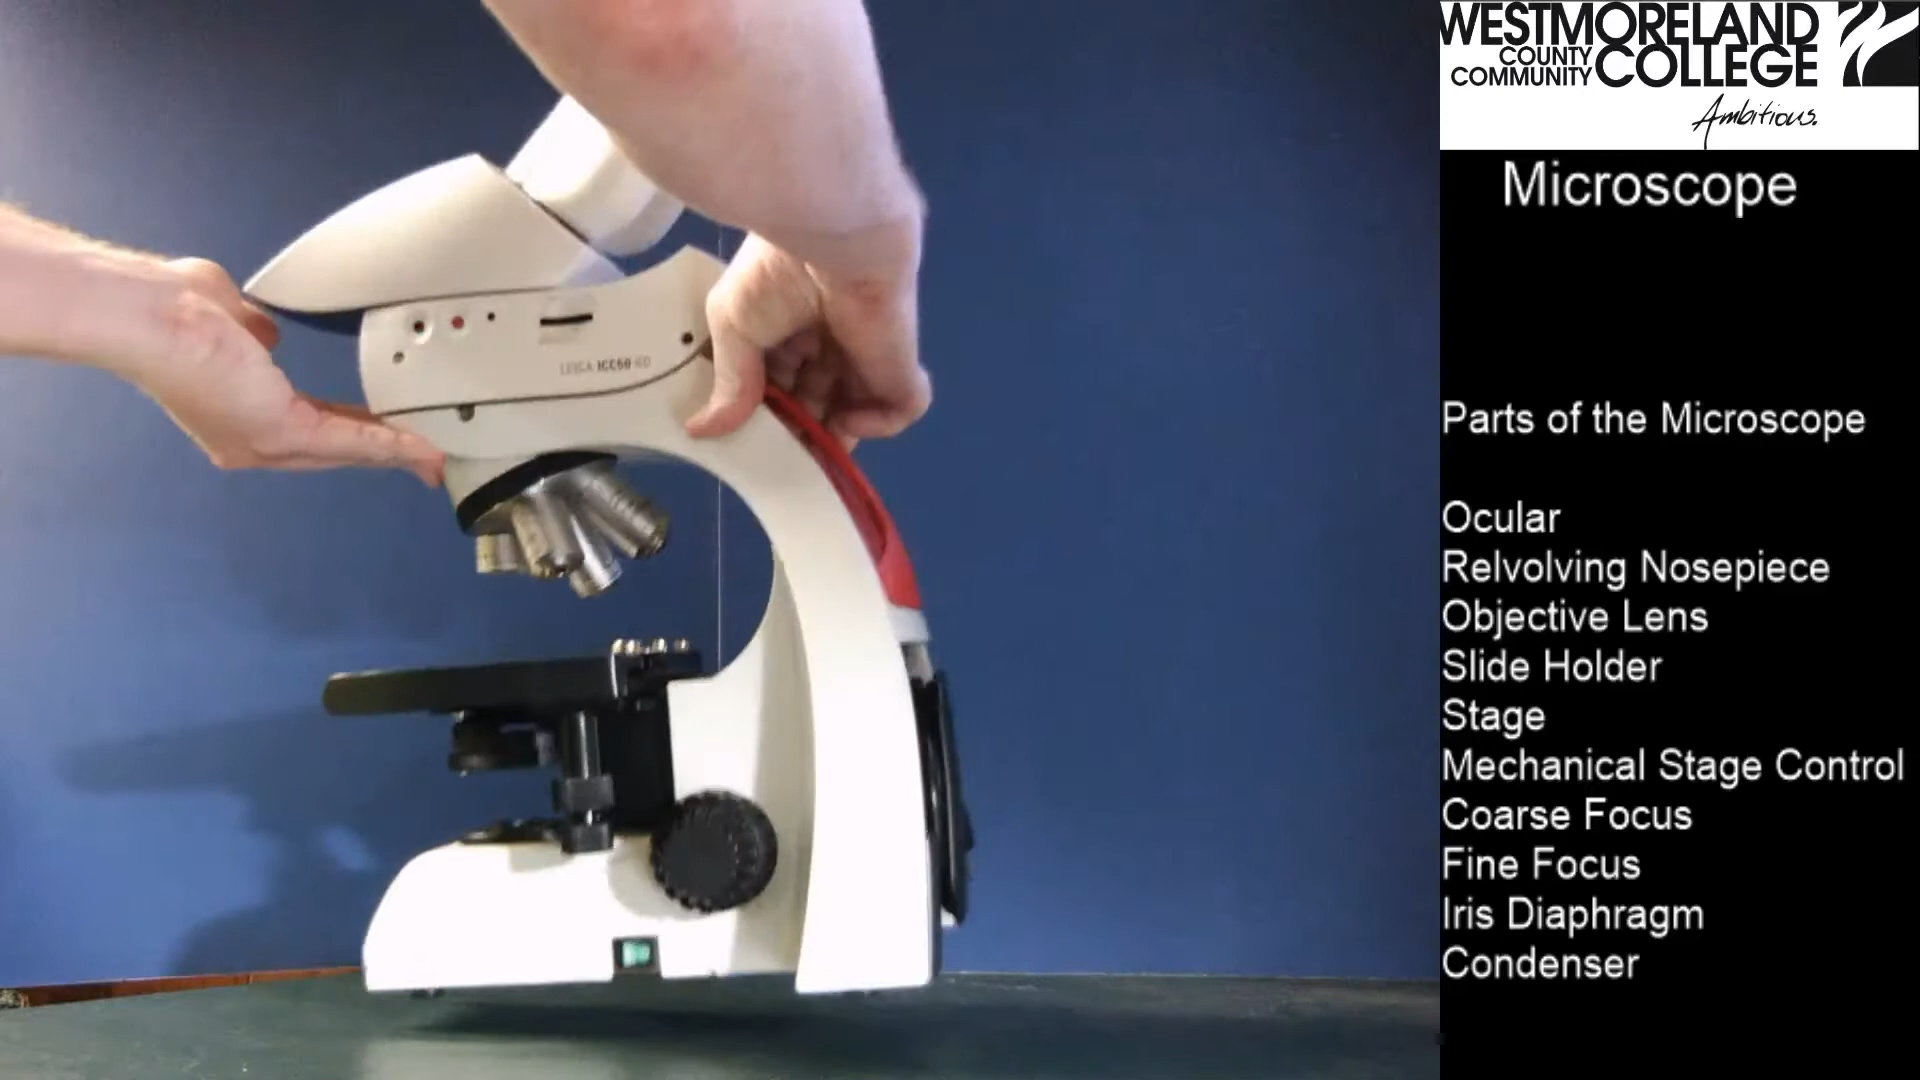 WESTMORELAND
COUNTY
COMMUNITY
COLLEGE
Ambitious.
Microscope
LEICA ICC50 HD
Parts of the Microscope
Ocular
Relvolving Nosepiece
Objective Lens
Slide Holder
Stage
Mechanical Stage Control
Coarse Focus
Fine Focus
Iris Diaphragm
Condenser